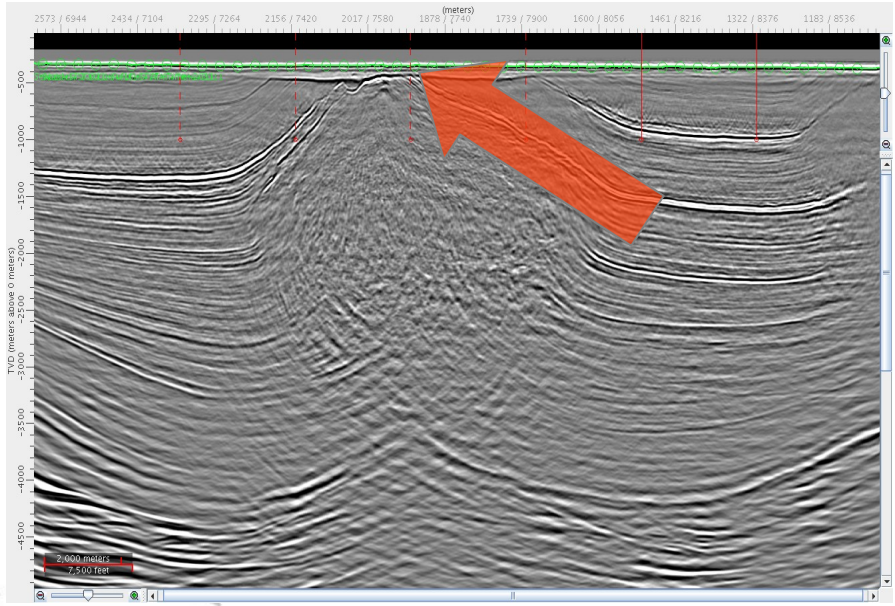 (meters)
2573 / 6944 2434 / 7104 2295 / 7264 2156 / 7420 2017 / 7580 1878 / 7740 1739 / 7900 1600 / 8056 1461 / 8216 1322 / 8376 1183 / 8536
-500
-1000
-1500
-2000
-2500
-3000
-3500
-4000
-4500
TVD (meters above 0 meters)
2,000 meters
7,500 feet